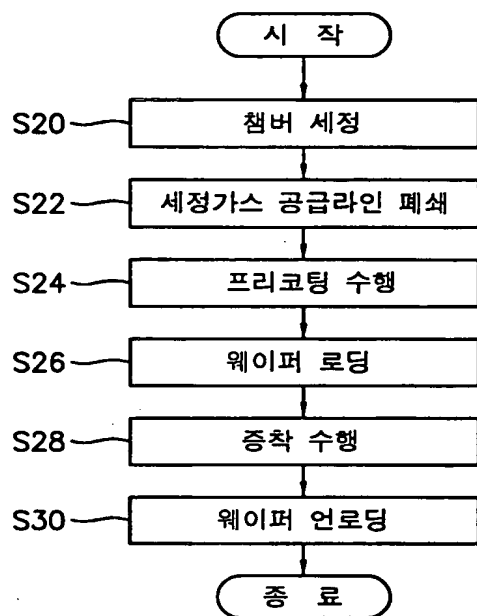 시 작
S20 챔버 세정
S22 세정가스 공급라인 폐쇄
S24 프리코팅 수행
S26 웨이퍼 로딩
S28 증착 수행
S30 웨이퍼 언로딩
종 료